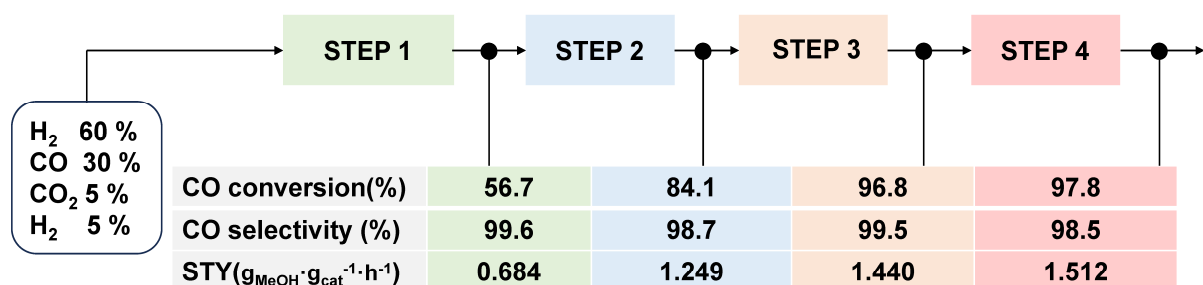 STEP 1 STEP 2 STEP 3 STEP 4
H₂ 60 %
CO 30 %
CO₂ 5 %
H₂ 5 %
CO conversion(%) 56.7 84.1 96.8 97.8
CO selectivity (%) 99.6 98.7 99.5 98.5
STY(g_MeOH·g_cat⁻¹·h⁻¹) 0.684 1.249 1.440 1.512